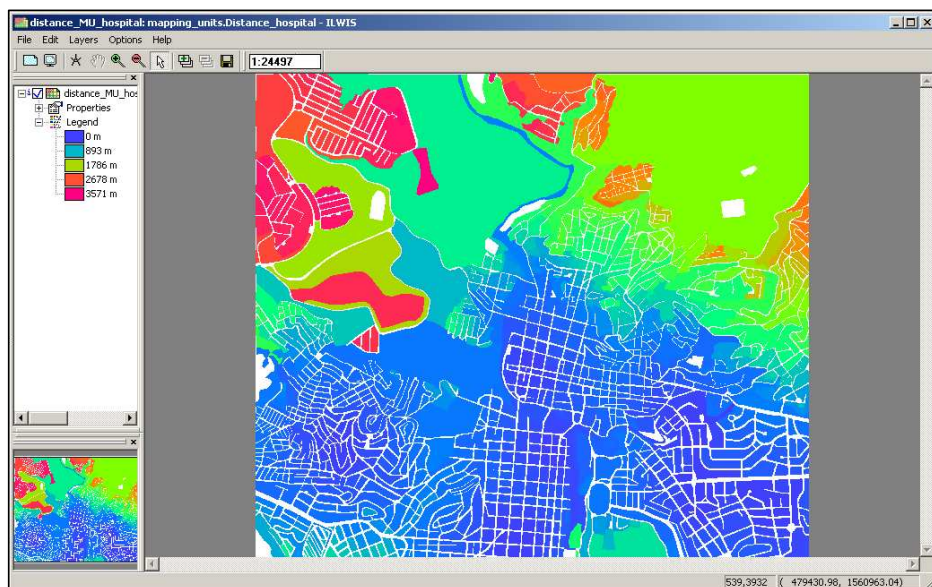 distance_MU_hospital: mapping_units.Distance_hospital - ILWIS
File Edit Layers Options Help
1:24497
distance_MU_hos
Properties
Legend
0 m
893 m
1786 m
2678 m
3571 m
539,3932 ( 479430.98, 1560963.04)